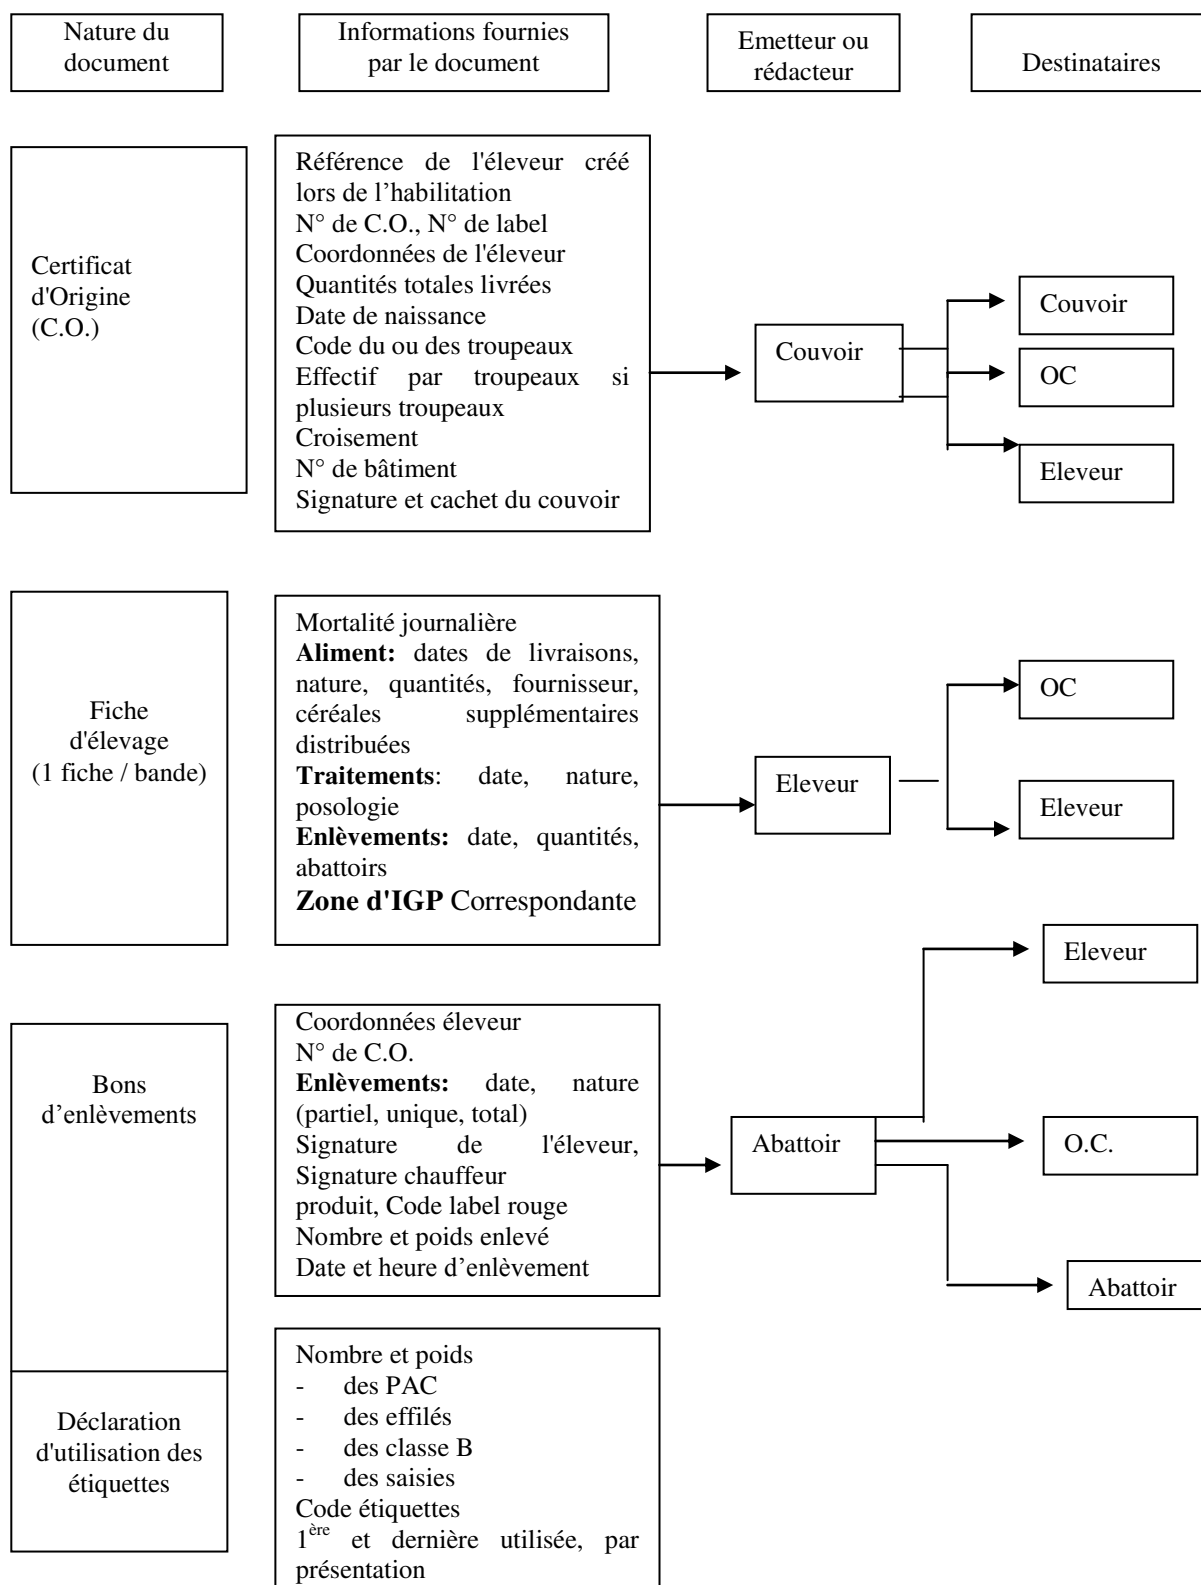 Nature du
document
Informations fournies
par le document
Emetteur ou
rédacteur
Destinataires
Certificat
d'Origine
(C.O.)
Référence de l'éleveur créé
lors de l’habilitation
N° de C.O., N° de label
Coordonnées de l'éleveur
Quantités totales livrées
Date de naissance
Code du ou des troupeaux
Effectif par troupeaux si
plusieurs troupeaux
Croisement
N° de bâtiment
Signature et cachet du couvoir
Couvoir
Couvoir
OC
Eleveur
Fiche
d'élevage
(1 fiche / bande)
Mortalité journalière
Aliment: dates de livraisons,
nature, quantités, fournisseur,
céréales supplémentaires
distribuées
Traitements: date, nature,
posologie
Enlèvements: date, quantités,
abattoirs
Zone d'IGP Correspondante
Eleveur
OC
Eleveur
Bons
d’enlèvements
Coordonnées éleveur
N° de C.O.
Enlèvements: date, nature
(partiel, unique, total)
Signature de l'éleveur,
Signature chauffeur
produit, Code label rouge
Nombre et poids enlevé
Date et heure d’enlèvement
Abattoir
Eleveur
O.C.
Abattoir
Déclaration
d'utilisation des
étiquettes
Nombre et poids
- des PAC
- des effilés
- des classe B
- des saisies
Code étiquettes
1ère et dernière utilisée, par
présentation